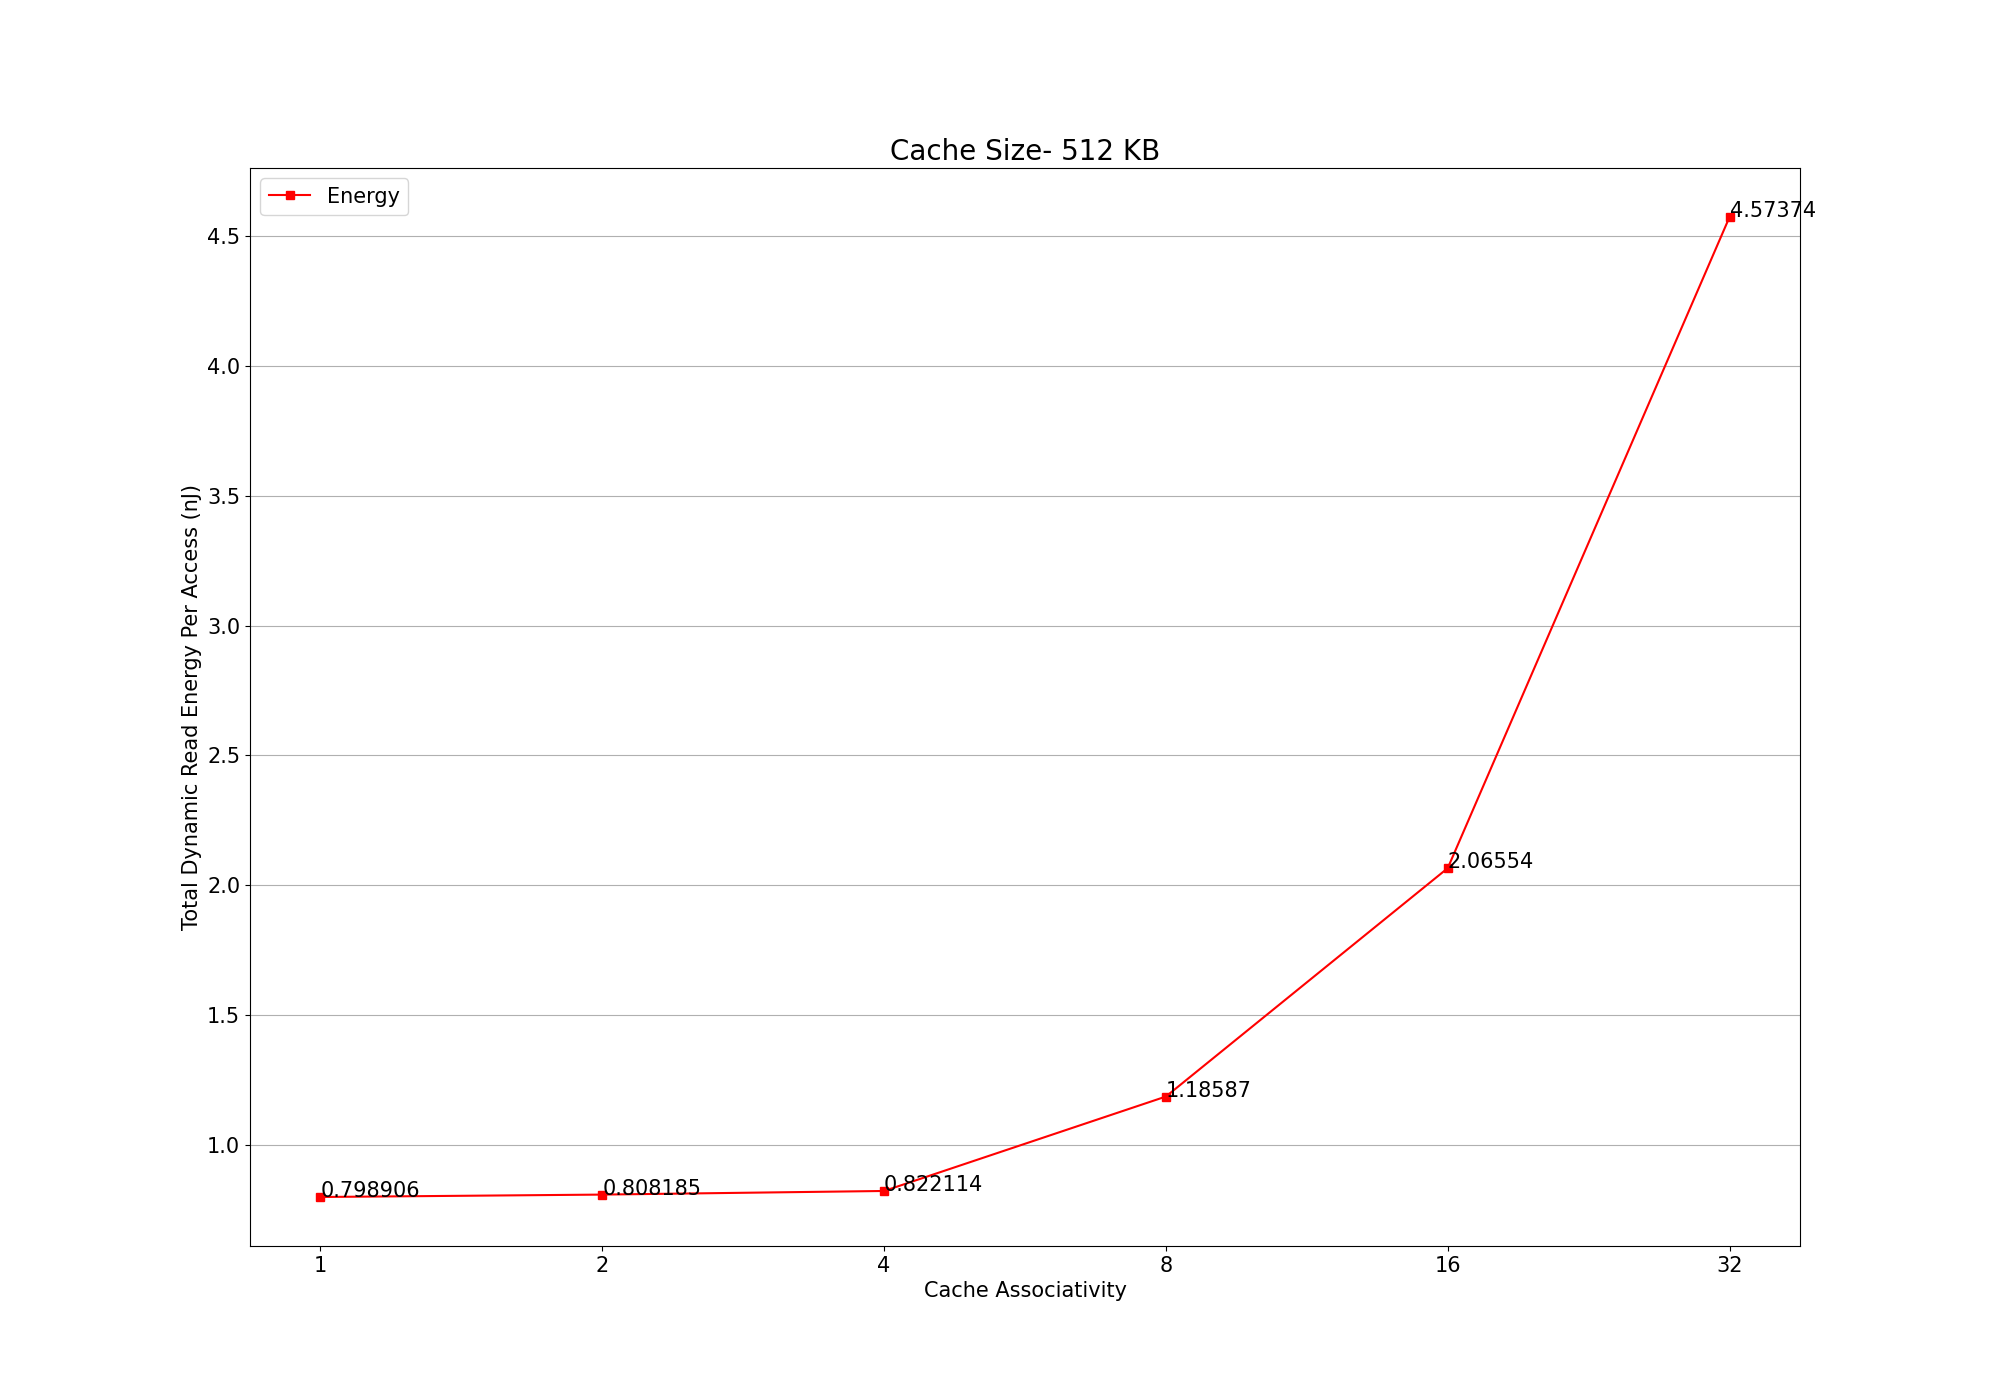 Cache Size- 512 KB
Energy
4.57374
4.5
4.0
3.5
3.0
2.5
2.06554
2.0
1.5
1.18587
1.0
0.822114
0.808185
0.798906
Total Dynamic Read Energy Per Access (nJ)
1 2 4 8 16 32
Cache Associativity